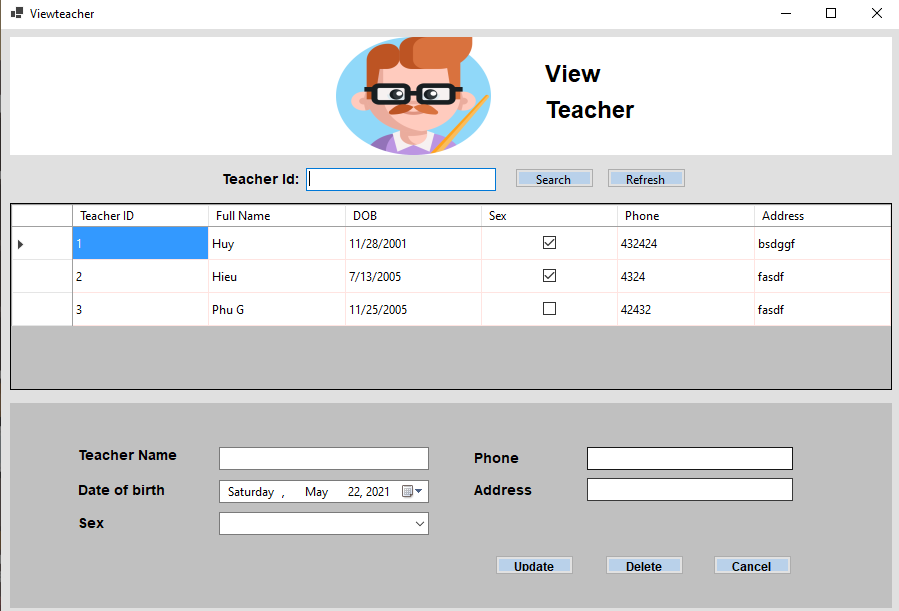 Viewteacher
View
Teacher
Teacher Id: Search Refresh
Teacher ID Full Name DOB Sex Phone Address
1 Huy 11/28/2001 432424 bsdggf
2 Hieu 7/13/2005 4324 fasdf
3 Phu G 11/25/2005 42432 fasdf
Teacher Name Phone
Date of birth Saturday , May 22, 2021 Address
Sex
Update Delete Cancel